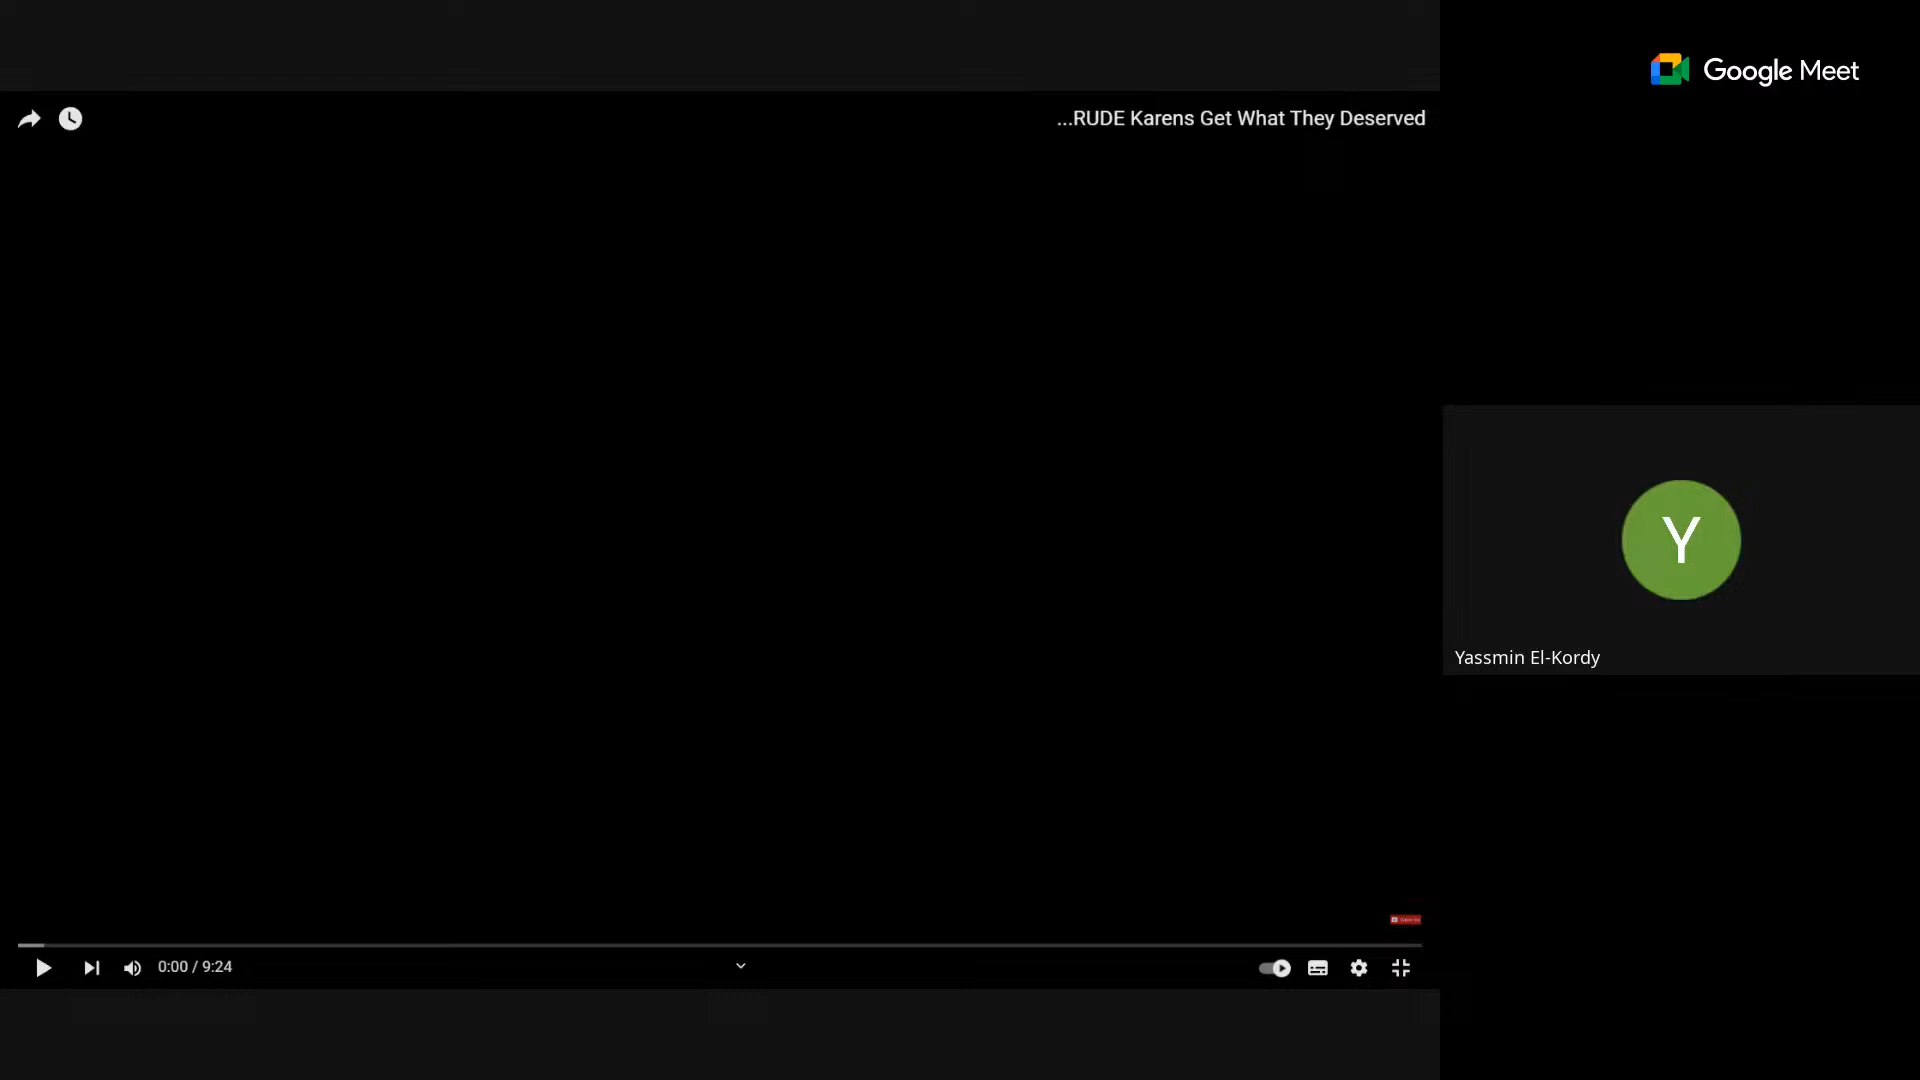 Google Meet
...RUDE Karens Get What They Deserved
Y
Yassmin El-Kordy
0:00 / 9:24